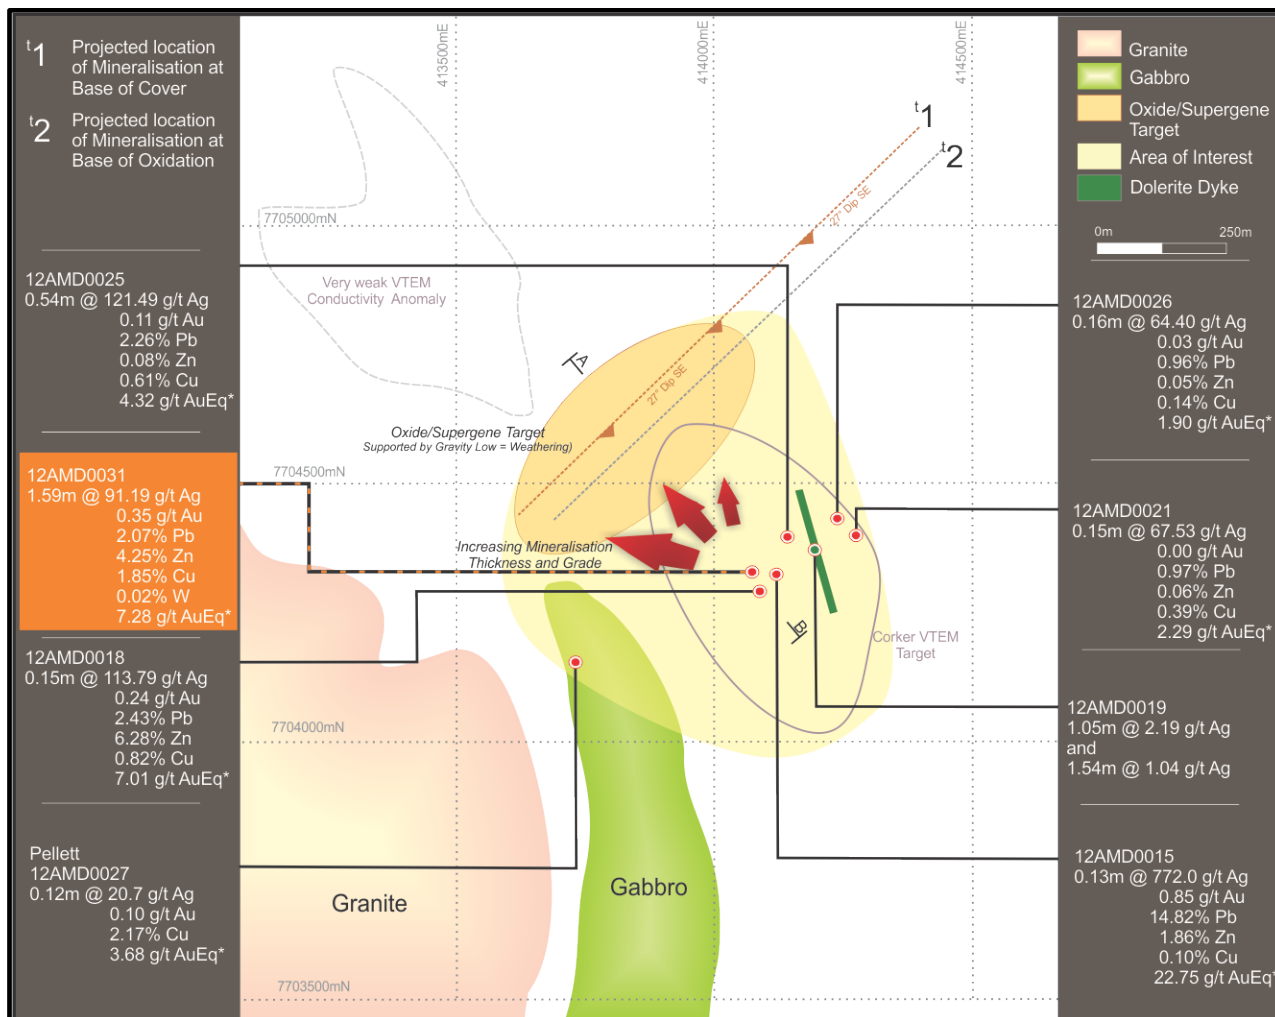 t1 Projected location
of Mineralisation at
Base of Cover
t2 Projected location
of Mineralisation at
Base of Oxidation
12AMD0025
0.54m @ 121.49 g/t Ag
0.11 g/t Au
2.26% Pb
0.08% Zn
0.61% Cu
4.32 g/t AuEq*
12AMD0031
1.59m @ 91.19 g/t Ag
0.35 g/t Au
2.07% Pb
4.25% Zn
1.85% Cu
0.02% W
7.28 g/t AuEq*
12AMD0018
0.15m @ 113.79 g/t Ag
0.24 g/t Au
2.43% Pb
6.28% Zn
0.82% Cu
7.01 g/t AuEq*
Pellett
12AMD0027
0.12m @ 20.7 g/t Ag
0.10 g/t Au
2.17% Cu
3.68 g/t AuEq*
413500mE
414000mE
414500mE
t1
t2
27° Dip SE
7705000mN
Very weak VTEM
Conductivity Anomaly
A
27° Dip SE
Oxide/Supergene Target
Supported by Gravity Low = Weathering)
7704500mN
Increasing Mineralisation
Thickness and Grade
B
Corker VTEM
Target
7704000mN
Granite
Gabbro
7703500mN
Granite
Gabbro
Oxide/Supergene
Target
Area of Interest
Dolerite Dyke
0m 250m
12AMD0026
0.16m @ 64.40 g/t Ag
0.03 g/t Au
0.96% Pb
0.05% Zn
0.14% Cu
1.90 g/t AuEq*
12AMD0021
0.15m @ 67.53 g/t Ag
0.00 g/t Au
0.97% Pb
0.06% Zn
0.39% Cu
2.29 g/t AuEq*
12AMD0019
1.05m @ 2.19 g/t Ag
and
1.54m @ 1.04 g/t Ag
12AMD0015
0.13m @ 772.0 g/t Ag
0.85 g/t Au
14.82% Pb
1.86% Zn
0.10% Cu
22.75 g/t AuEq*